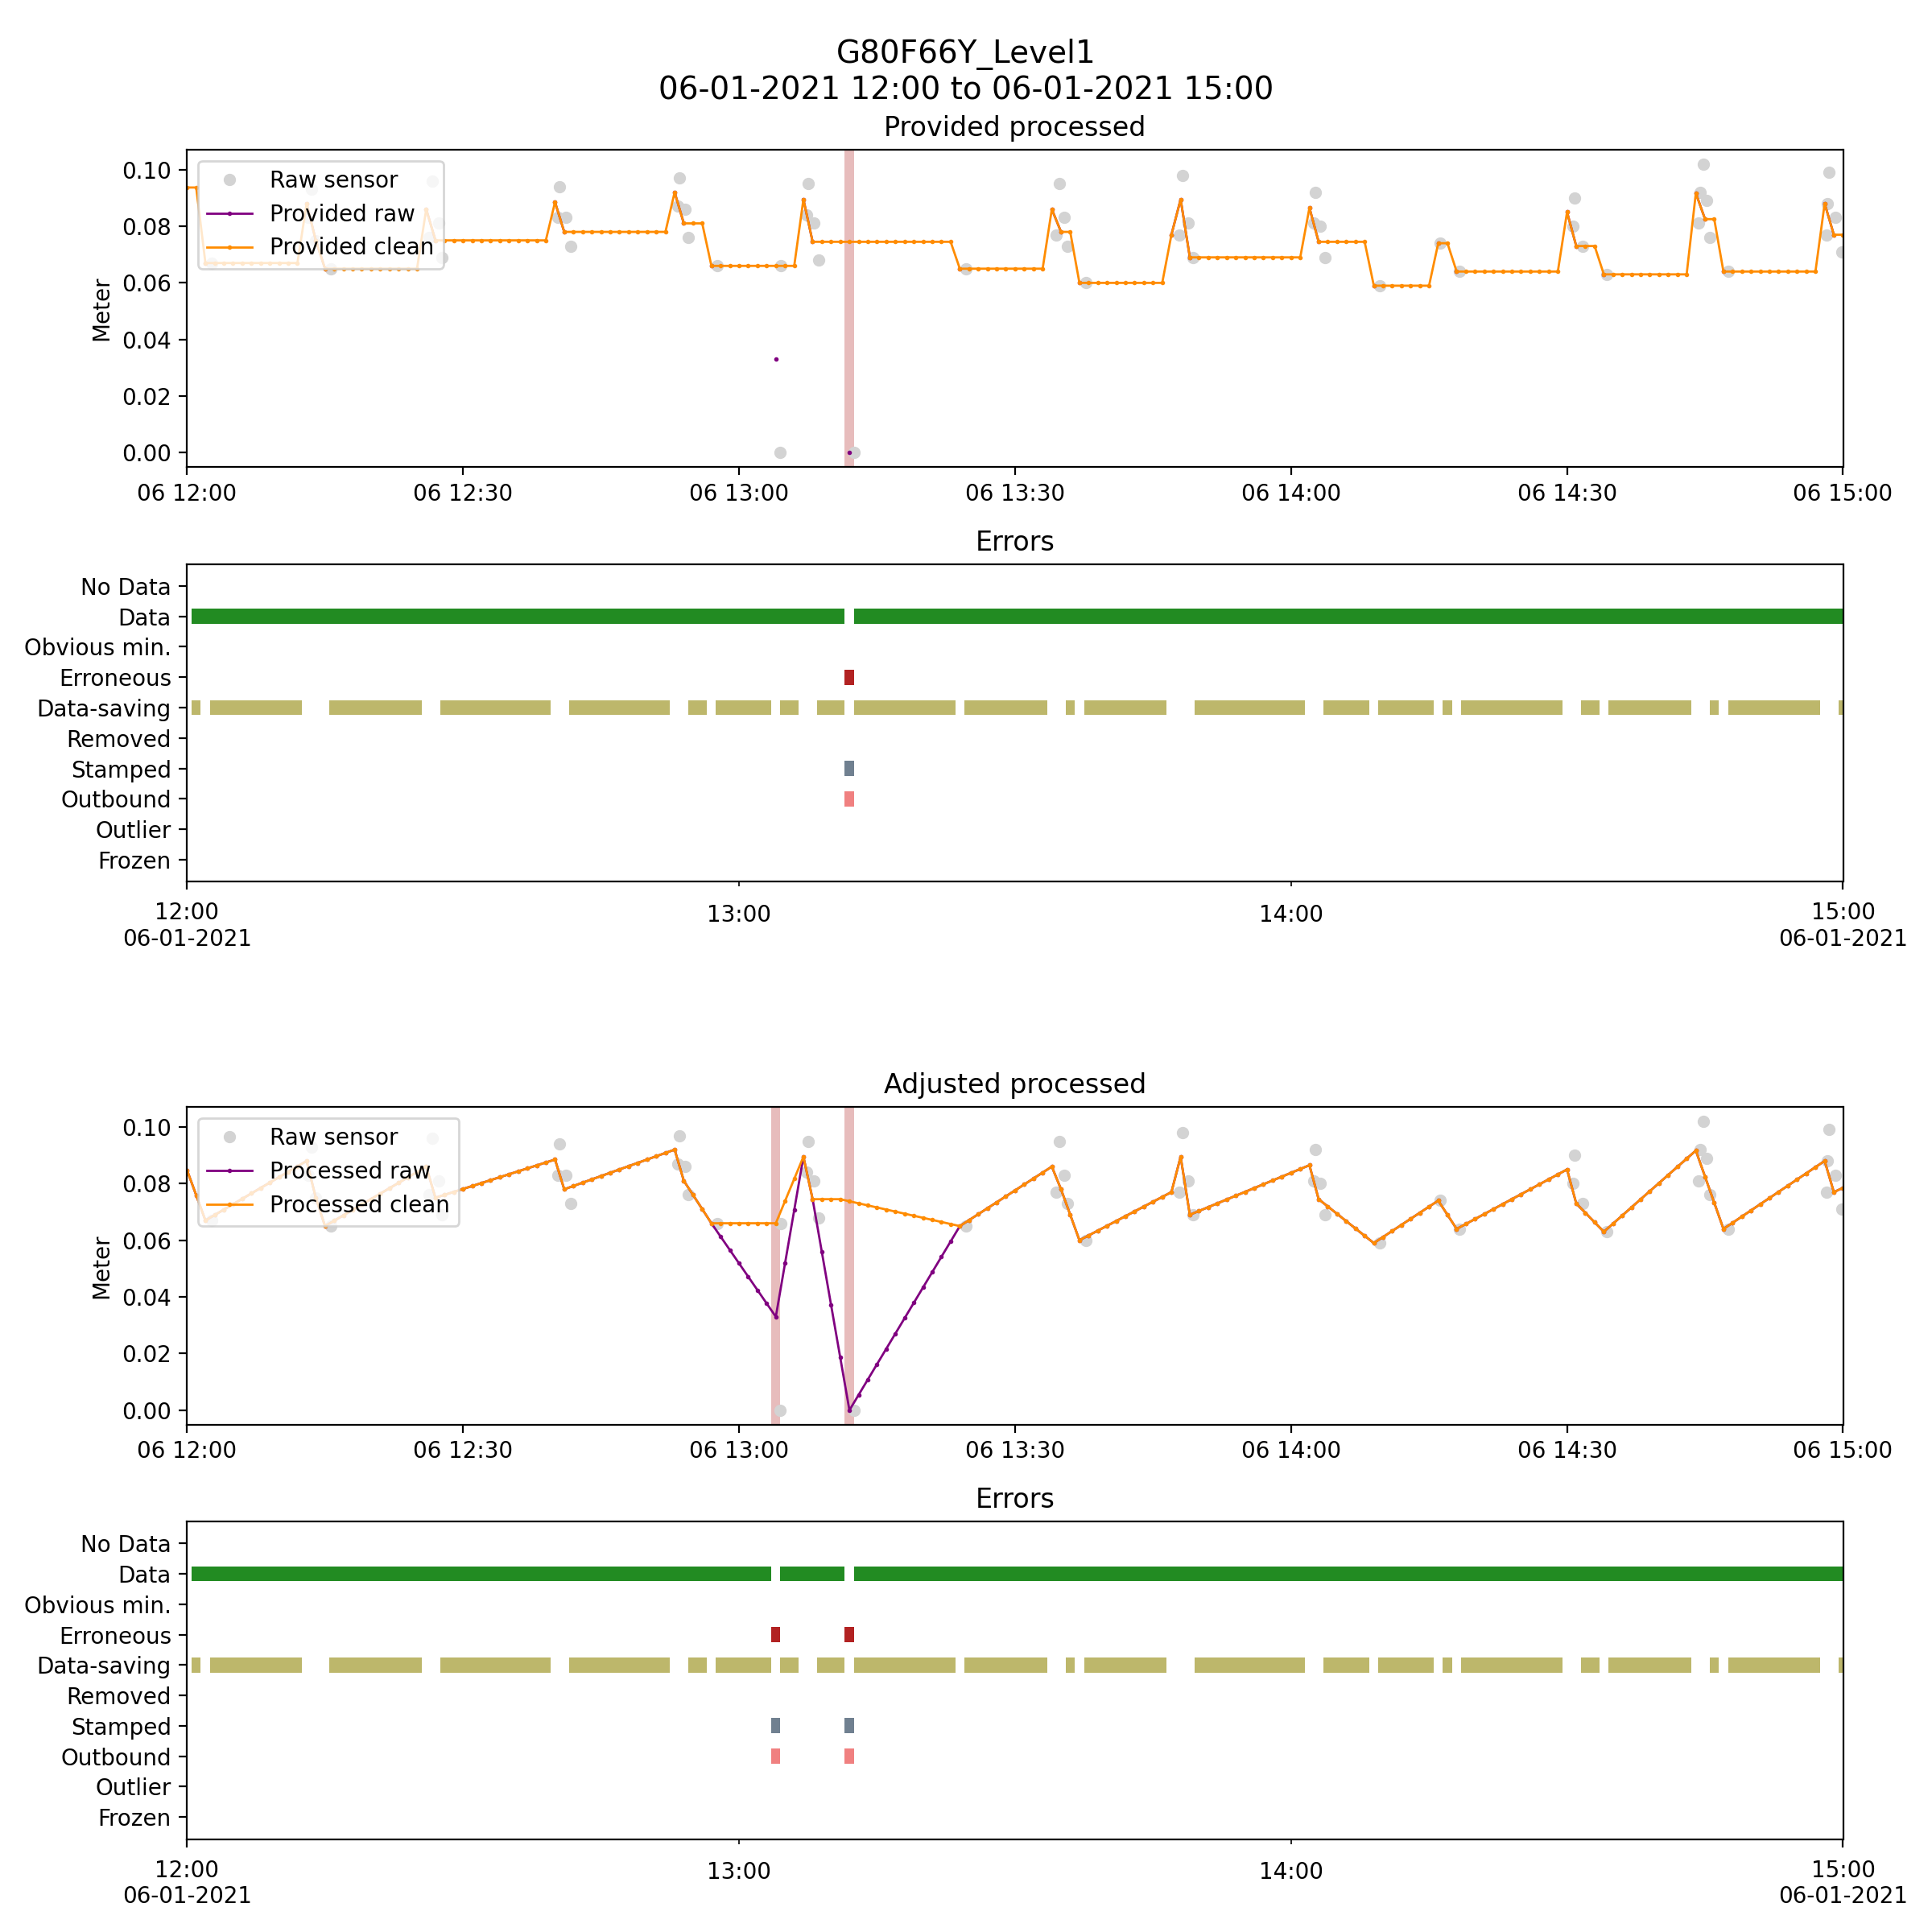 G80F66Y_Level1
06-01-2021 12:00 to 06-01-2021 15:00
Provided processed
Raw sensor
Provided raw
Provided clean
Meter
0.10
0.08
0.06
0.04
0.02
0.00
06 12:00 06 12:30 06 13:00 06 13:30 06 14:00 06 14:30 06 15:00
Errors
No Data
Data
Obvious min.
Erroneous
Data-saving
Removed
Stamped
Outbound
Outlier
Frozen
12:00 13:00 14:00 15:00
06-01-2021 06-01-2021
Adjusted processed
Raw sensor
Processed raw
Processed clean
Meter
0.10
0.08
0.06
0.04
0.02
0.00
06 12:00 06 12:30 06 13:00 06 13:30 06 14:00 06 14:30 06 15:00
Errors
No Data
Data
Obvious min.
Erroneous
Data-saving
Removed
Stamped
Outbound
Outlier
Frozen
12:00 13:00 14:00 15:00
06-01-2021 06-01-2021